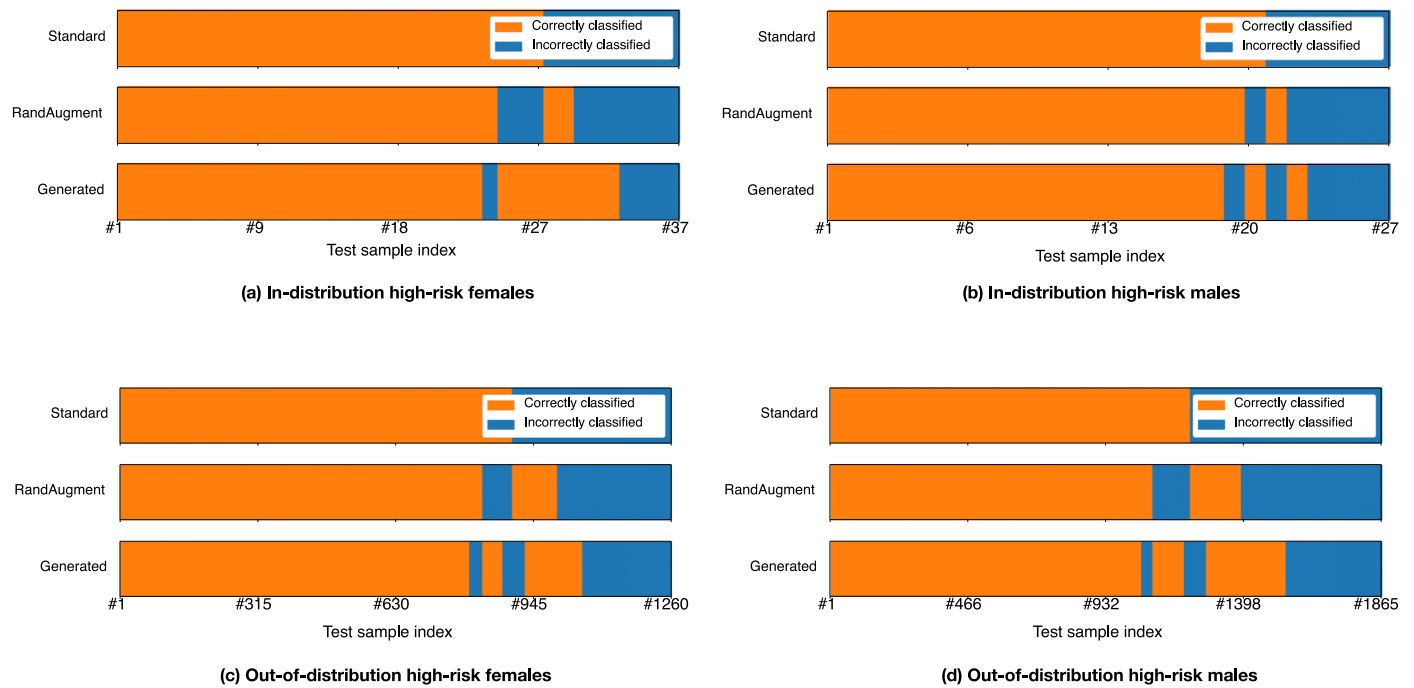 Standard
Correctly classified
Incorrectly classified
RandAugment
Generated
#1 #9 #18 #27 #37
Test sample index
(a) In-distribution high-risk females
Standard
Correctly classified
Incorrectly classified
RandAugment
Generated
#1 #6 #13 #20 #27
Test sample index
(b) In-distribution high-risk males
Standard
Correctly classified
Incorrectly classified
RandAugment
Generated
#1 #315 #630 #945 #1260
Test sample index
(c) Out-of-distribution high-risk females
Standard
Correctly classified
Incorrectly classified
RandAugment
Generated
#1 #466 #932 #1398 #1865
Test sample index
(d) Out-of-distribution high-risk males